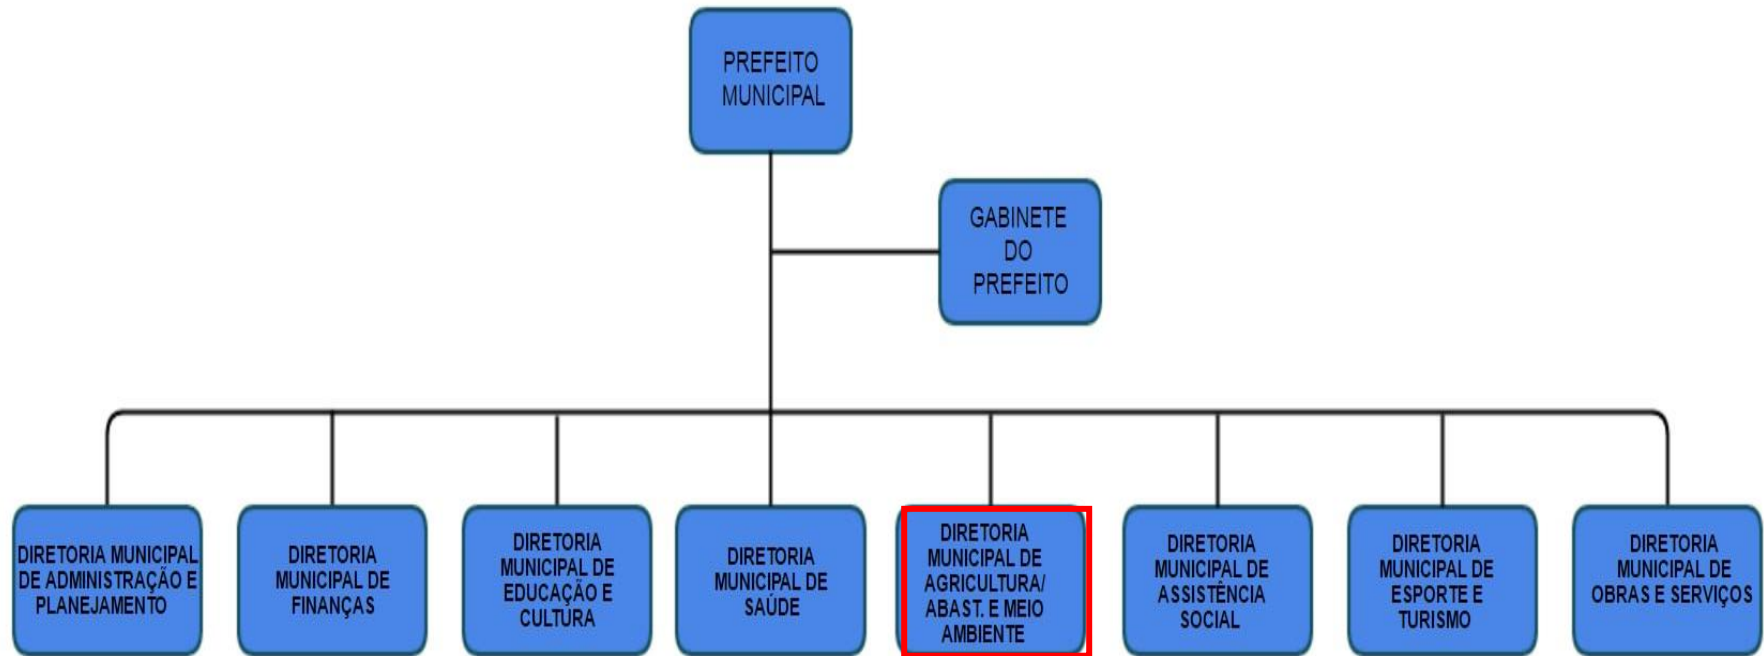 PREFEITO
MUNICIPAL
GABINETE
DO
PREFEITO
DIRETORIA MUNICIPAL
DE ADMINISTRAÇÃO E
PLANEJAMENTO
DIRETORIA
MUNICIPAL DE
FINANÇAS
DIRETORIA
MUNICIPAL DE
EDUCAÇÃO E
CULTURA
DIRETORIA
MUNICIPAL DE
SAÚDE
DIRETORIA
MUNICIPAL DE
AGRICULTURA/
ABAST. E MEIO
AMBIENTE
DIRETORIA
MUNICIPAL DE
ASSISTÊNCIA
SOCIAL
DIRETORIA
MUNICIPAL DE
ESPORTE E
TURISMO
DIRETORIA
MUNICIPAL DE
OBRAS E SERVIÇOS